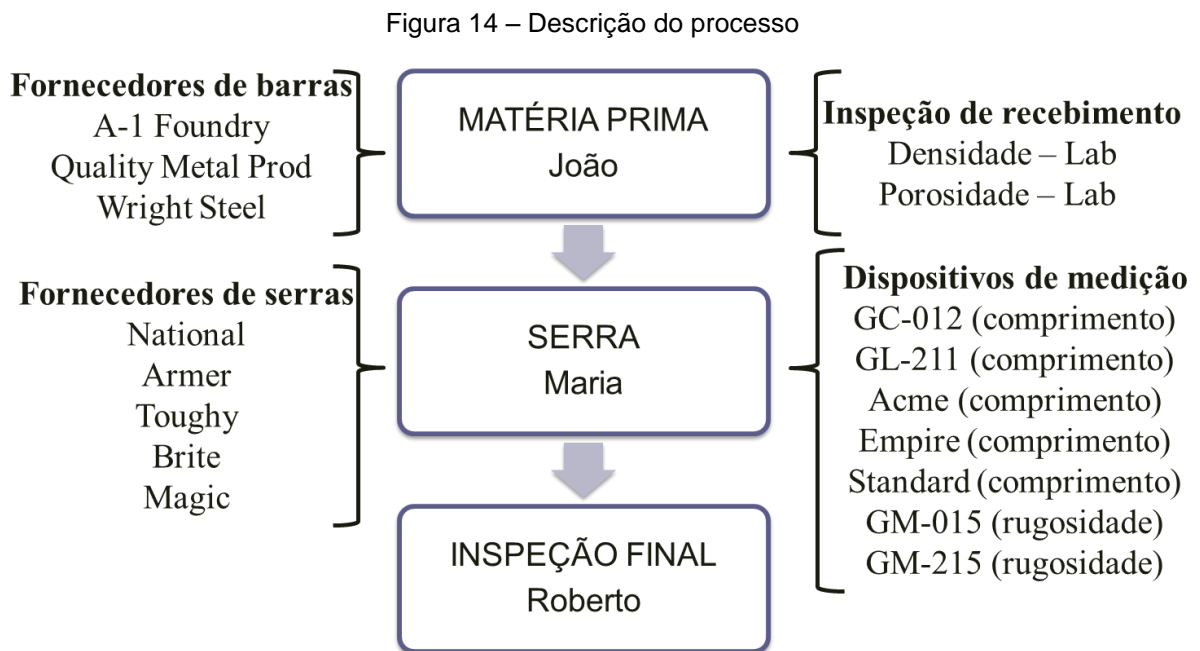 Figura 14 – Descrição do processo
Fornecedores de barras
A-1 Foundry
Quality Metal Prod
Wright Steel
MATÉRIA PRIMA
João
Inspeção de recebimento
Densidade – Lab
Porosidade – Lab
Fornecedores de serras
National
Armer
Toughy
Brite
Magic
SERRA
Maria
Dispositivos de medição
GC-012 (comprimento)
GL-211 (comprimento)
Acme (comprimento)
Empire (comprimento)
Standard (comprimento)
GM-015 (rugosidade)
GM-215 (rugosidade)
INSPEÇÃO FINAL
Roberto